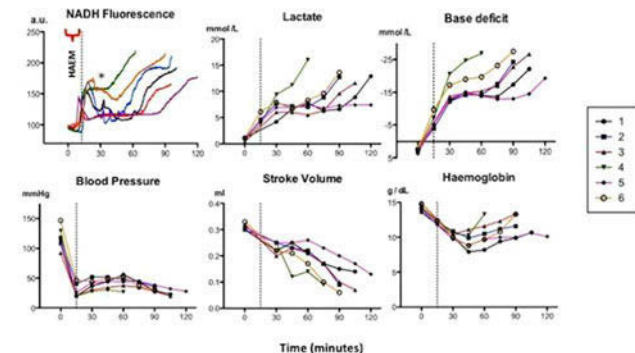 NADH Fluorescence
Lactate
Base deficit
a.u.
mmol /L
mmol /L
250
200
150
100
HAEM
*
0 30 60 90 120
20
15
10
5
0
0 30 60 90 120
-25
-15
-5
5
0 30 60 90 120
1
2
3
4
5
6
Blood Pressure
Stroke Volume
Haemoglobin
mmHg
ml
g / dL
150
100
50
0
0 30 60 90 120
0.4
0.3
0.2
0.1
0.0
0 30 60 90 120
15
10
5
0
0 30 60 90 120
Time (minutes)